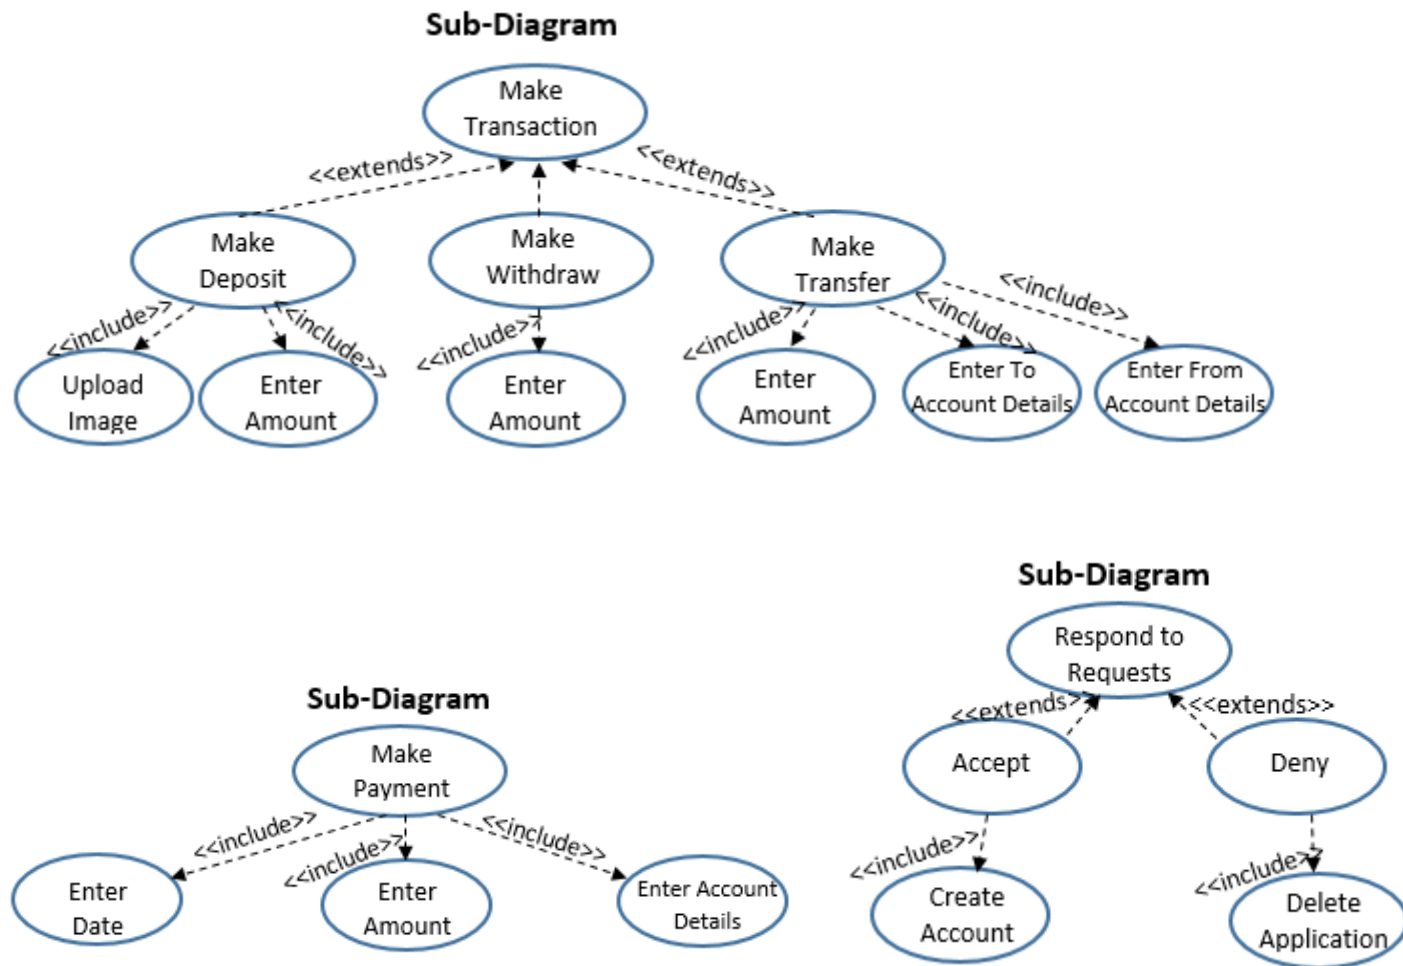 Sub-Diagram
Make
Transaction
<<extends>>
<<extends>>
Make
Deposit
Make
Withdraw
Make
Transfer
<<include>>
<<include>>
<<include>>
<<include>>
<<include>>
<<include>>
Upload
Image
Enter
Amount
Enter
Amount
Enter
Amount
Enter To
Account Details
Enter From
Account Details
Sub-Diagram
Make
Payment
<<include>>
<<include>>
<<include>>
Enter
Date
Enter
Amount
Enter Account
Details
Sub-Diagram
Respond to
Requests
<<extends>
<<extends>>
Accept
Deny
<<include>>
<<include>>
Create
Account
Delete
Application